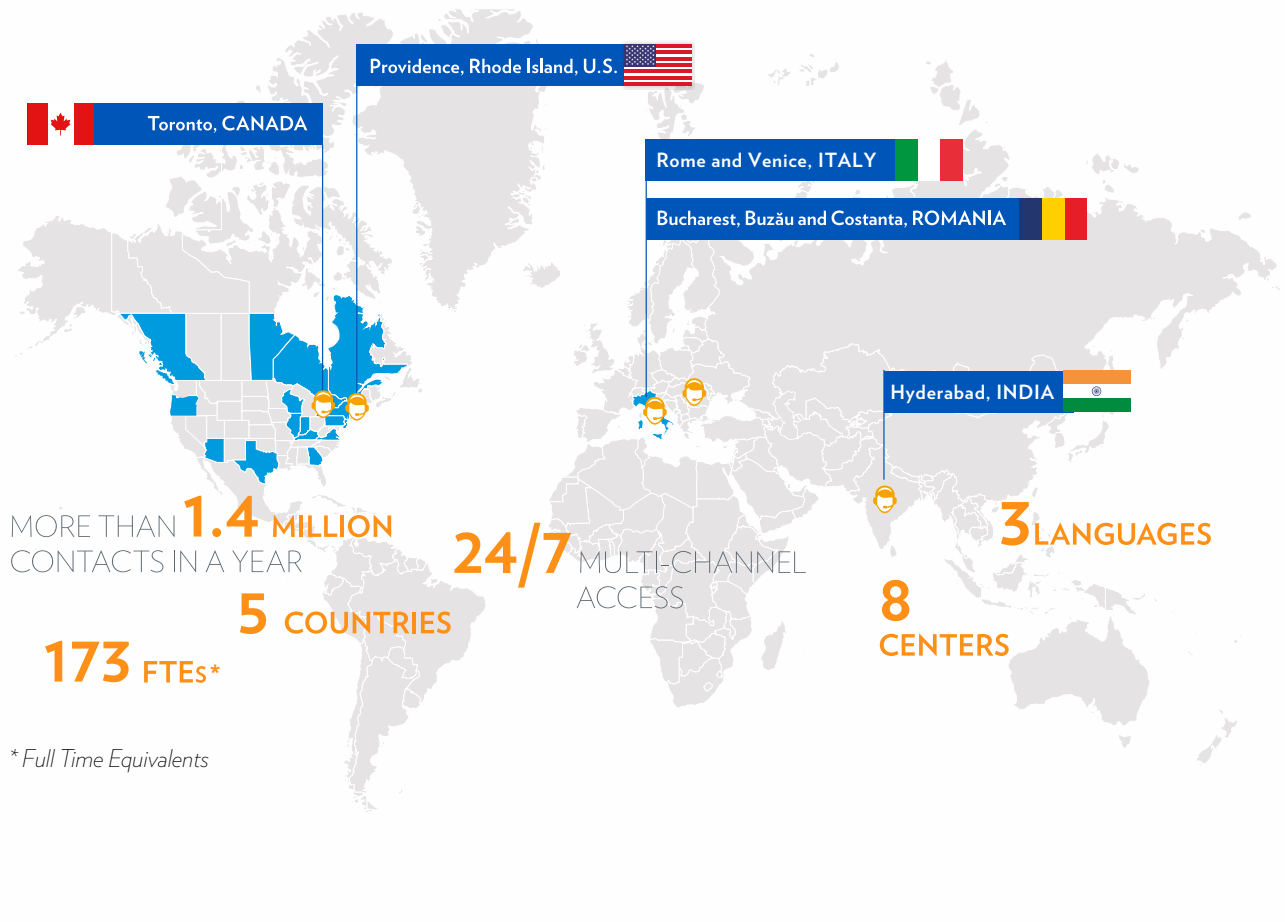 Providence, Rhode Island, U.S.
Toronto, CANADA
Rome and Venice, ITALY
Bucharest, Buzău and Costanta, ROMANIA
Hyderabad, INDIA
MORE THAN 1.4 MILLION
CONTACTS IN A YEAR
24/7 MULTI-CHANNEL
ACCESS
3 LANGUAGES
5 COUNTRIES
8
CENTERS
173 FTEs*
* Full Time Equivalents